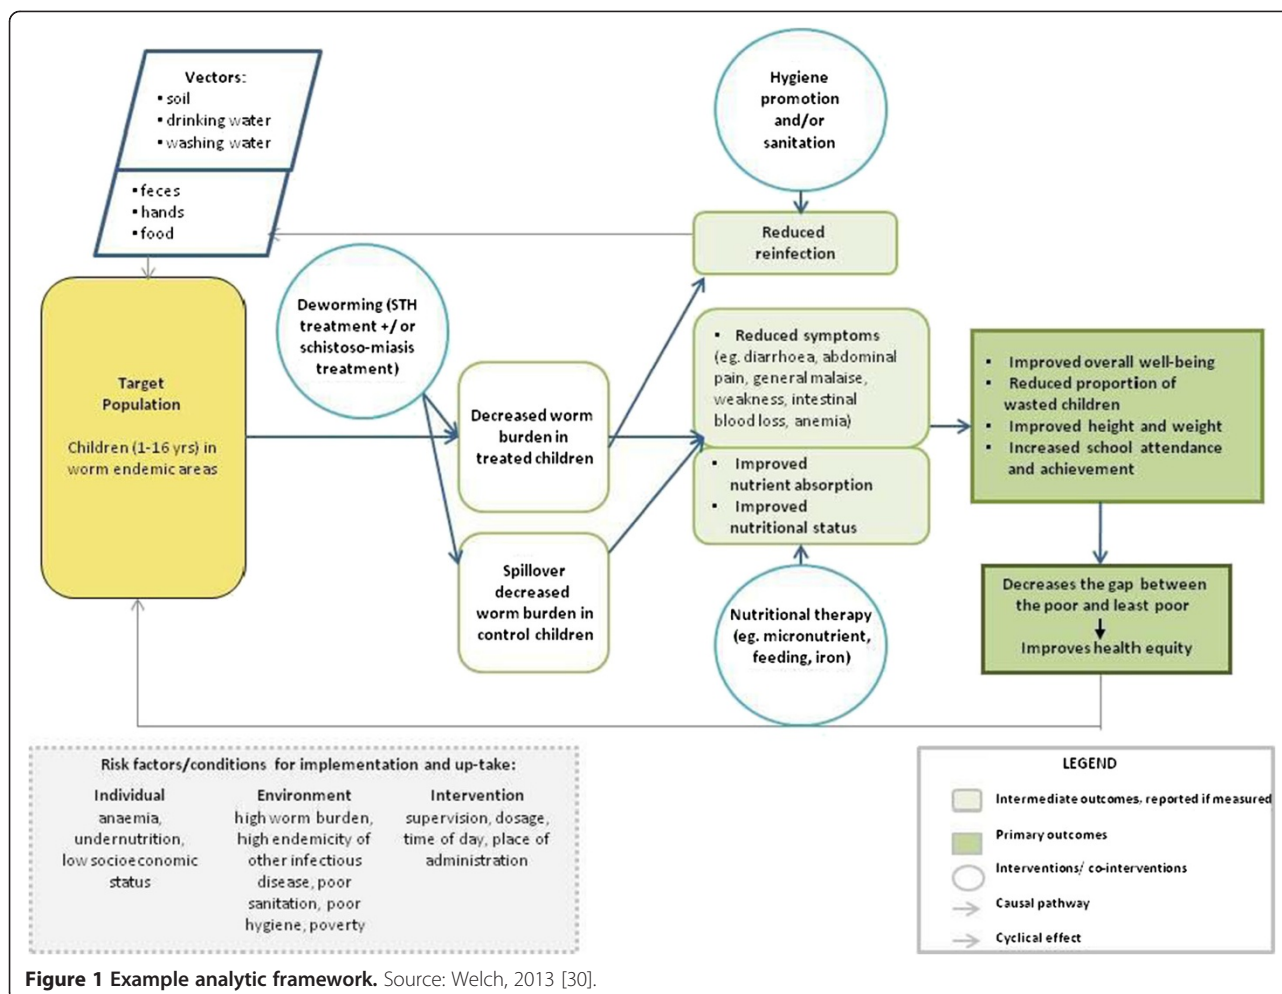 Vectors:
▪ soil
▪ drinking water
▪ washing water
▪ feces
▪ hands
▪ food
Hygiene
promotion
and/or
sanitation
Reduced
reinfection
Target
Population
Children (1-16 yrs) in
worm endemic areas
Deworming (STH
treatment +/ or
schistoso-miasis
treatment)
Decreased worm
burden in
treated children
Spillover
decreased
worm burden in
control children
▪ Reduced symptoms
(eg. diarrhoea, abdominal
pain, general malaise,
weakness, intestinal
blood loss, anemia)
▪ Improved
nutrient absorption
▪ Improved
nutritional status
Nutritional therapy
(eg. micronutrient,
feeding, iron)
▪ Improved overall well-being
▪ Reduced proportion of
wasted children
▪ Improved height and weight
▪ Increased school attendance
and achievement
Decreases the gap between
the poor and least poor
Improves health equity
Risk factors/conditions for implementation and up-take:
Individual
anaemia,
undernutrition,
low socioeconomic
status
Environment
high worm burden,
high endemicity of
other infectious
disease, poor
sanitation, poor
hygiene, poverty
Intervention
supervision, dosage,
time of day, place of
administration
LEGEND
Intermediate outcomes, reported if measured
Primary outcomes
Interventions/ co-interventions
Causal pathway
Cyclical effect
Figure 1 Example analytic framework. Source: Welch, 2013 [30].